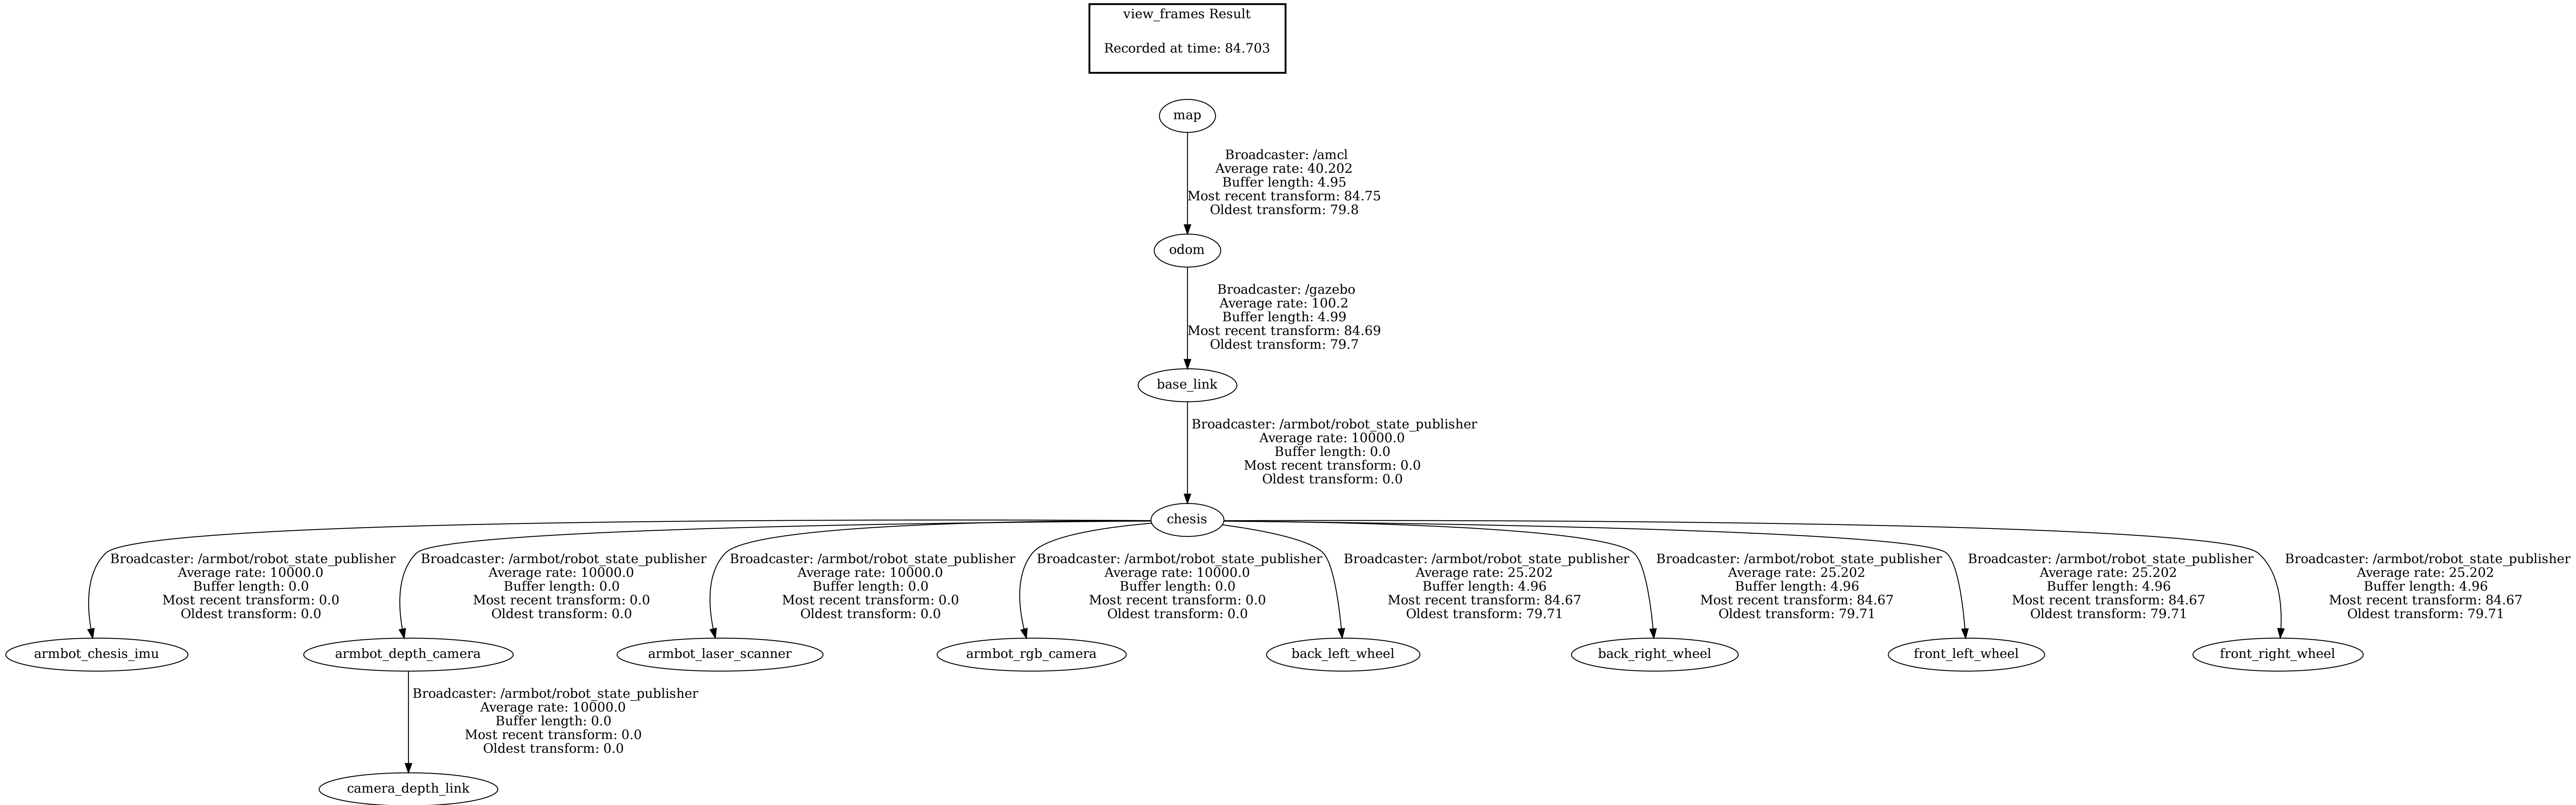 view_frames Result
Recorded at time: 84.703
map
Broadcaster: /amcl
Average rate: 40.202
Buffer length: 4.95
Most recent transform: 84.75
Oldest transform: 79.8
odom
Broadcaster: /gazebo
Average rate: 100.2
Buffer length: 4.99
Most recent transform: 84.69
Oldest transform: 79.7
base_link
Broadcaster: /armbot/robot_state_publisher
Average rate: 10000.0
Buffer length: 0.0
Most recent transform: 0.0
Oldest transform: 0.0
chesis
Broadcaster: /armbot/robot_state_publisher
Average rate: 10000.0
Buffer length: 0.0
Most recent transform: 0.0
Oldest transform: 0.0
Broadcaster: /armbot/robot_state_publisher
Average rate: 10000.0
Buffer length: 0.0
Most recent transform: 0.0
Oldest transform: 0.0
Broadcaster: /armbot/robot_state_publisher
Average rate: 10000.0
Buffer length: 0.0
Most recent transform: 0.0
Oldest transform: 0.0
Broadcaster: /armbot/robot_state_publisher
Average rate: 10000.0
Buffer length: 0.0
Most recent transform: 0.0
Oldest transform: 0.0
Broadcaster: /armbot/robot_state_publisher
Average rate: 25.202
Buffer length: 4.96
Most recent transform: 84.67
Oldest transform: 79.71
Broadcaster: /armbot/robot_state_publisher
Average rate: 25.202
Buffer length: 4.96
Most recent transform: 84.67
Oldest transform: 79.71
Broadcaster: /armbot/robot_state_publisher
Average rate: 25.202
Buffer length: 4.96
Most recent transform: 84.67
Oldest transform: 79.71
Broadcaster: /armbot/robot_state_publisher
Average rate: 25.202
Buffer length: 4.96
Most recent transform: 84.67
Oldest transform: 79.71
armbot_chesis_imu
armbot_depth_camera
armbot_laser_scanner
armbot_rgb_camera
back_left_wheel
back_right_wheel
front_left_wheel
front_right_wheel
Broadcaster: /armbot/robot_state_publisher
Average rate: 10000.0
Buffer length: 0.0
Most recent transform: 0.0
Oldest transform: 0.0
camera_depth_link